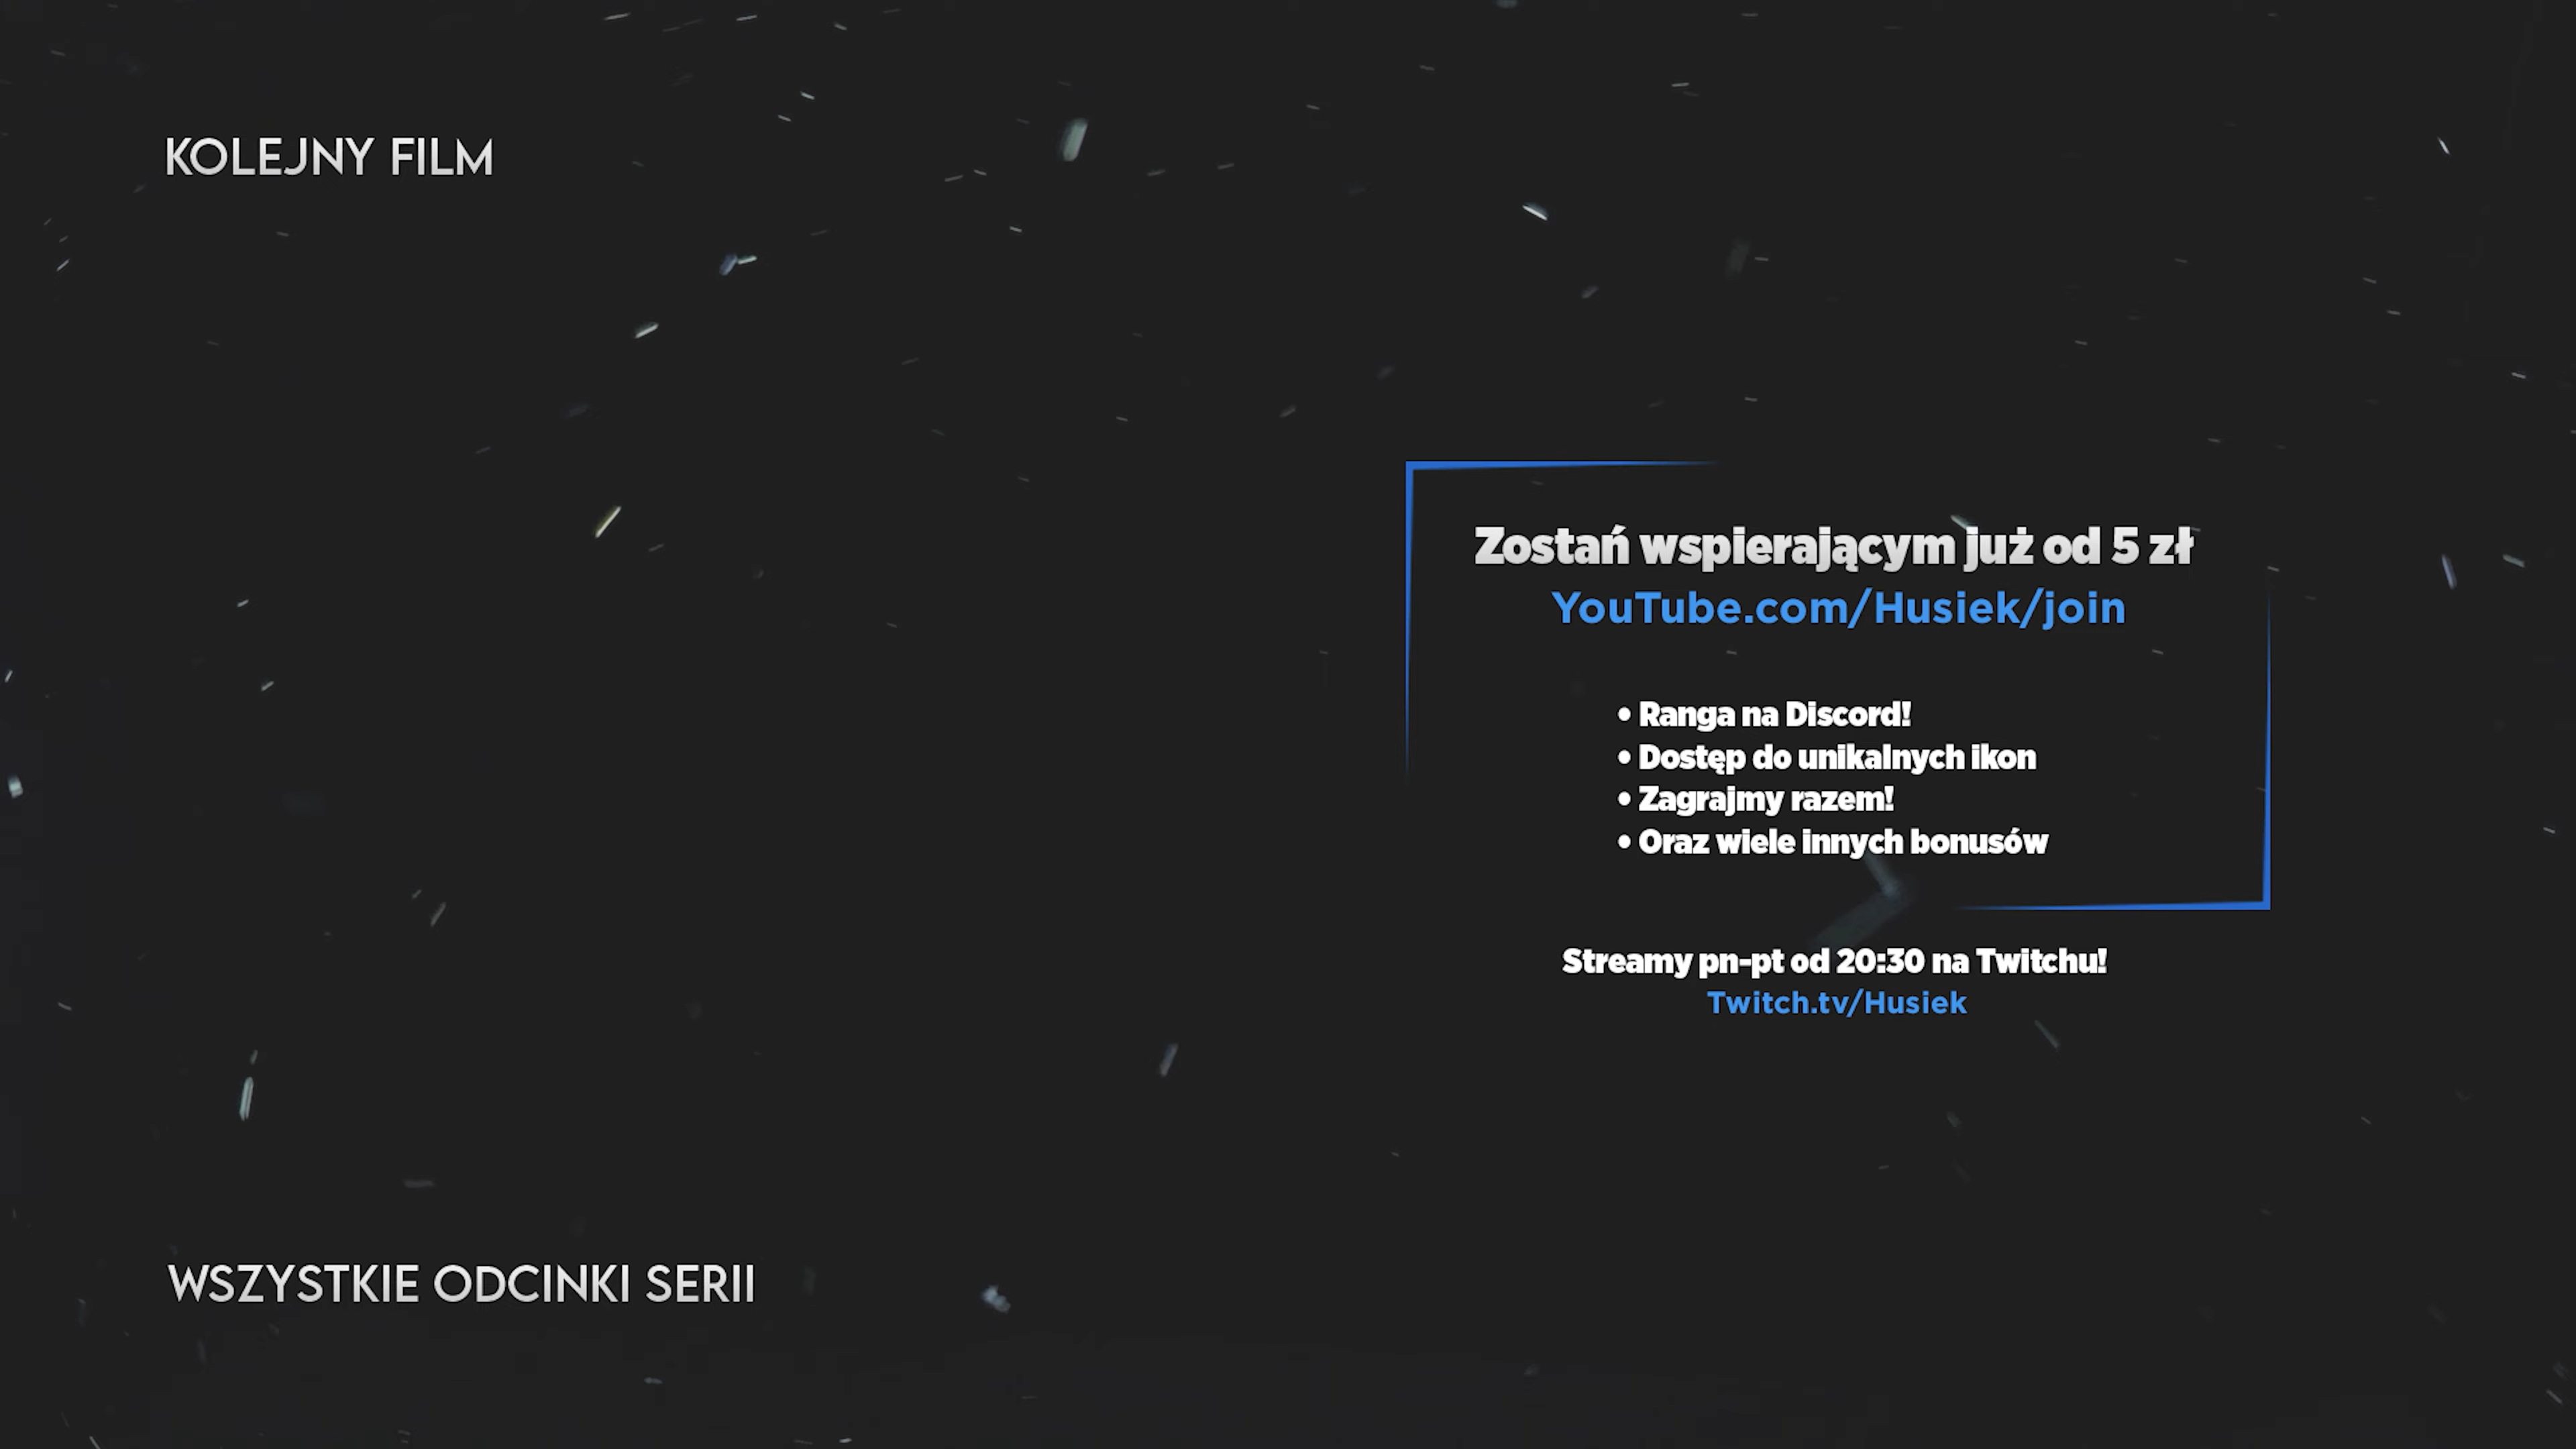 KOLEJNY FILM
Zostań wspierającym już od 5 zł
YouTube.com/Husiek/join
• Ranga na Discord!
• Dostęp do unikalnych ikon
• Zagrajmy razem!
• Oraz wiele innych bonusów
Streamy pn-pt od 20:30 na Twitchu!
Twitch.tv/Husiek
WSZYSTKIE ODCINKI SERII